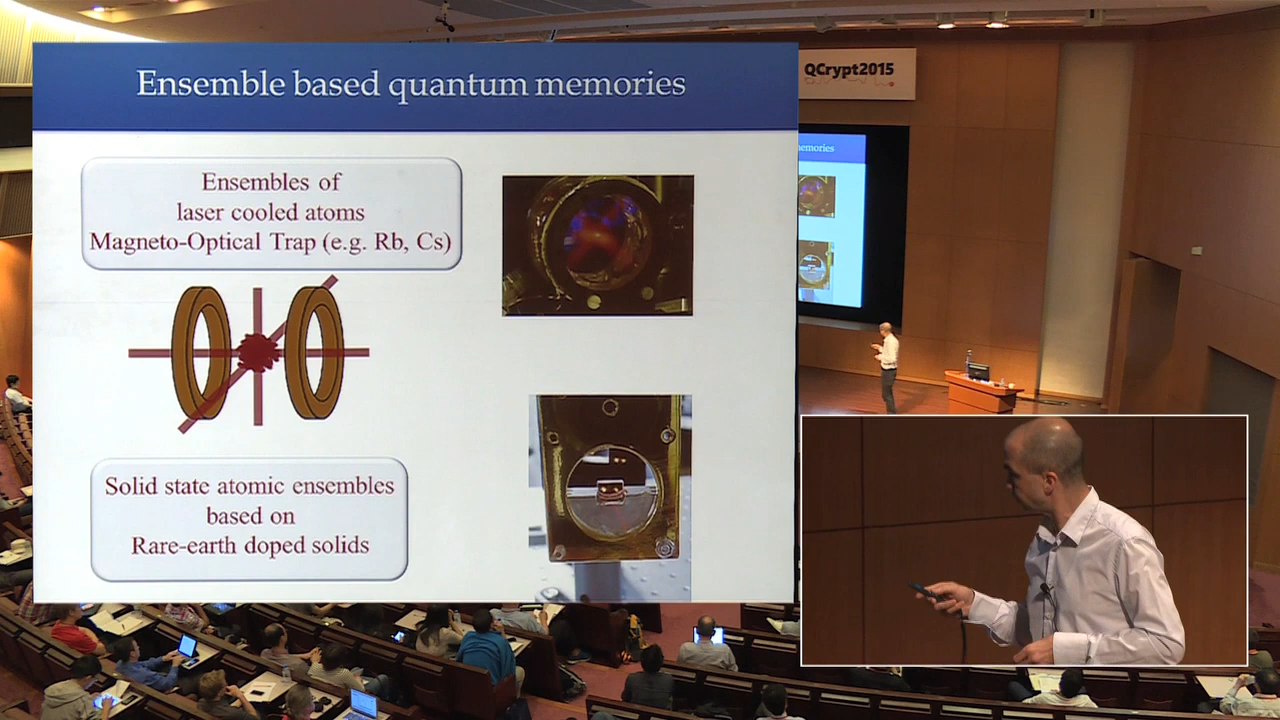 Ensemble based quantum memories
QCrypt2015
emories
Ensembles of
laser cooled atoms
Magneto-Optical Trap (e.g. Rb, Cs)
Solid state atomic ensembles
based on
Rare-earth doped solids